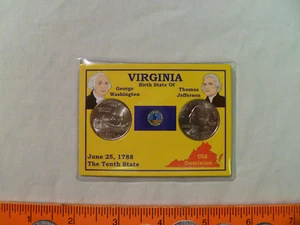 VIRGINIA
Birth State Of
George Washington
Thomas Jefferson
June 25, 1788
The Tenth State
Old Dominion